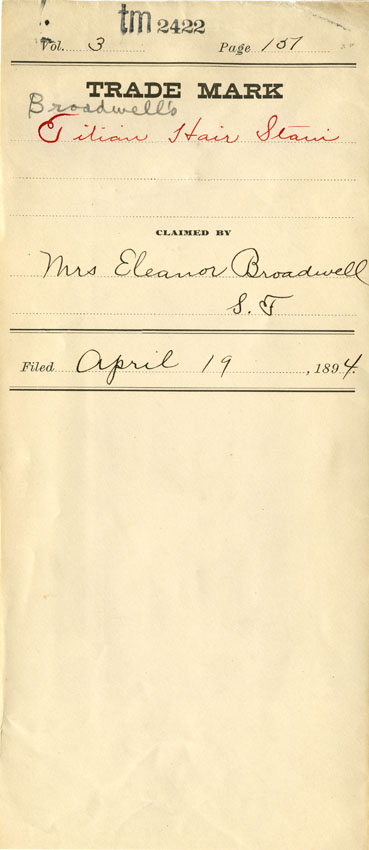 tm 2422
Vol. 3 Page 157
TRADE MARK
Broadwell's
Titian Hair Stain
CLAIMED BY
Mrs Eleanor Broadwell
S. F
Filed April 19, 1894.